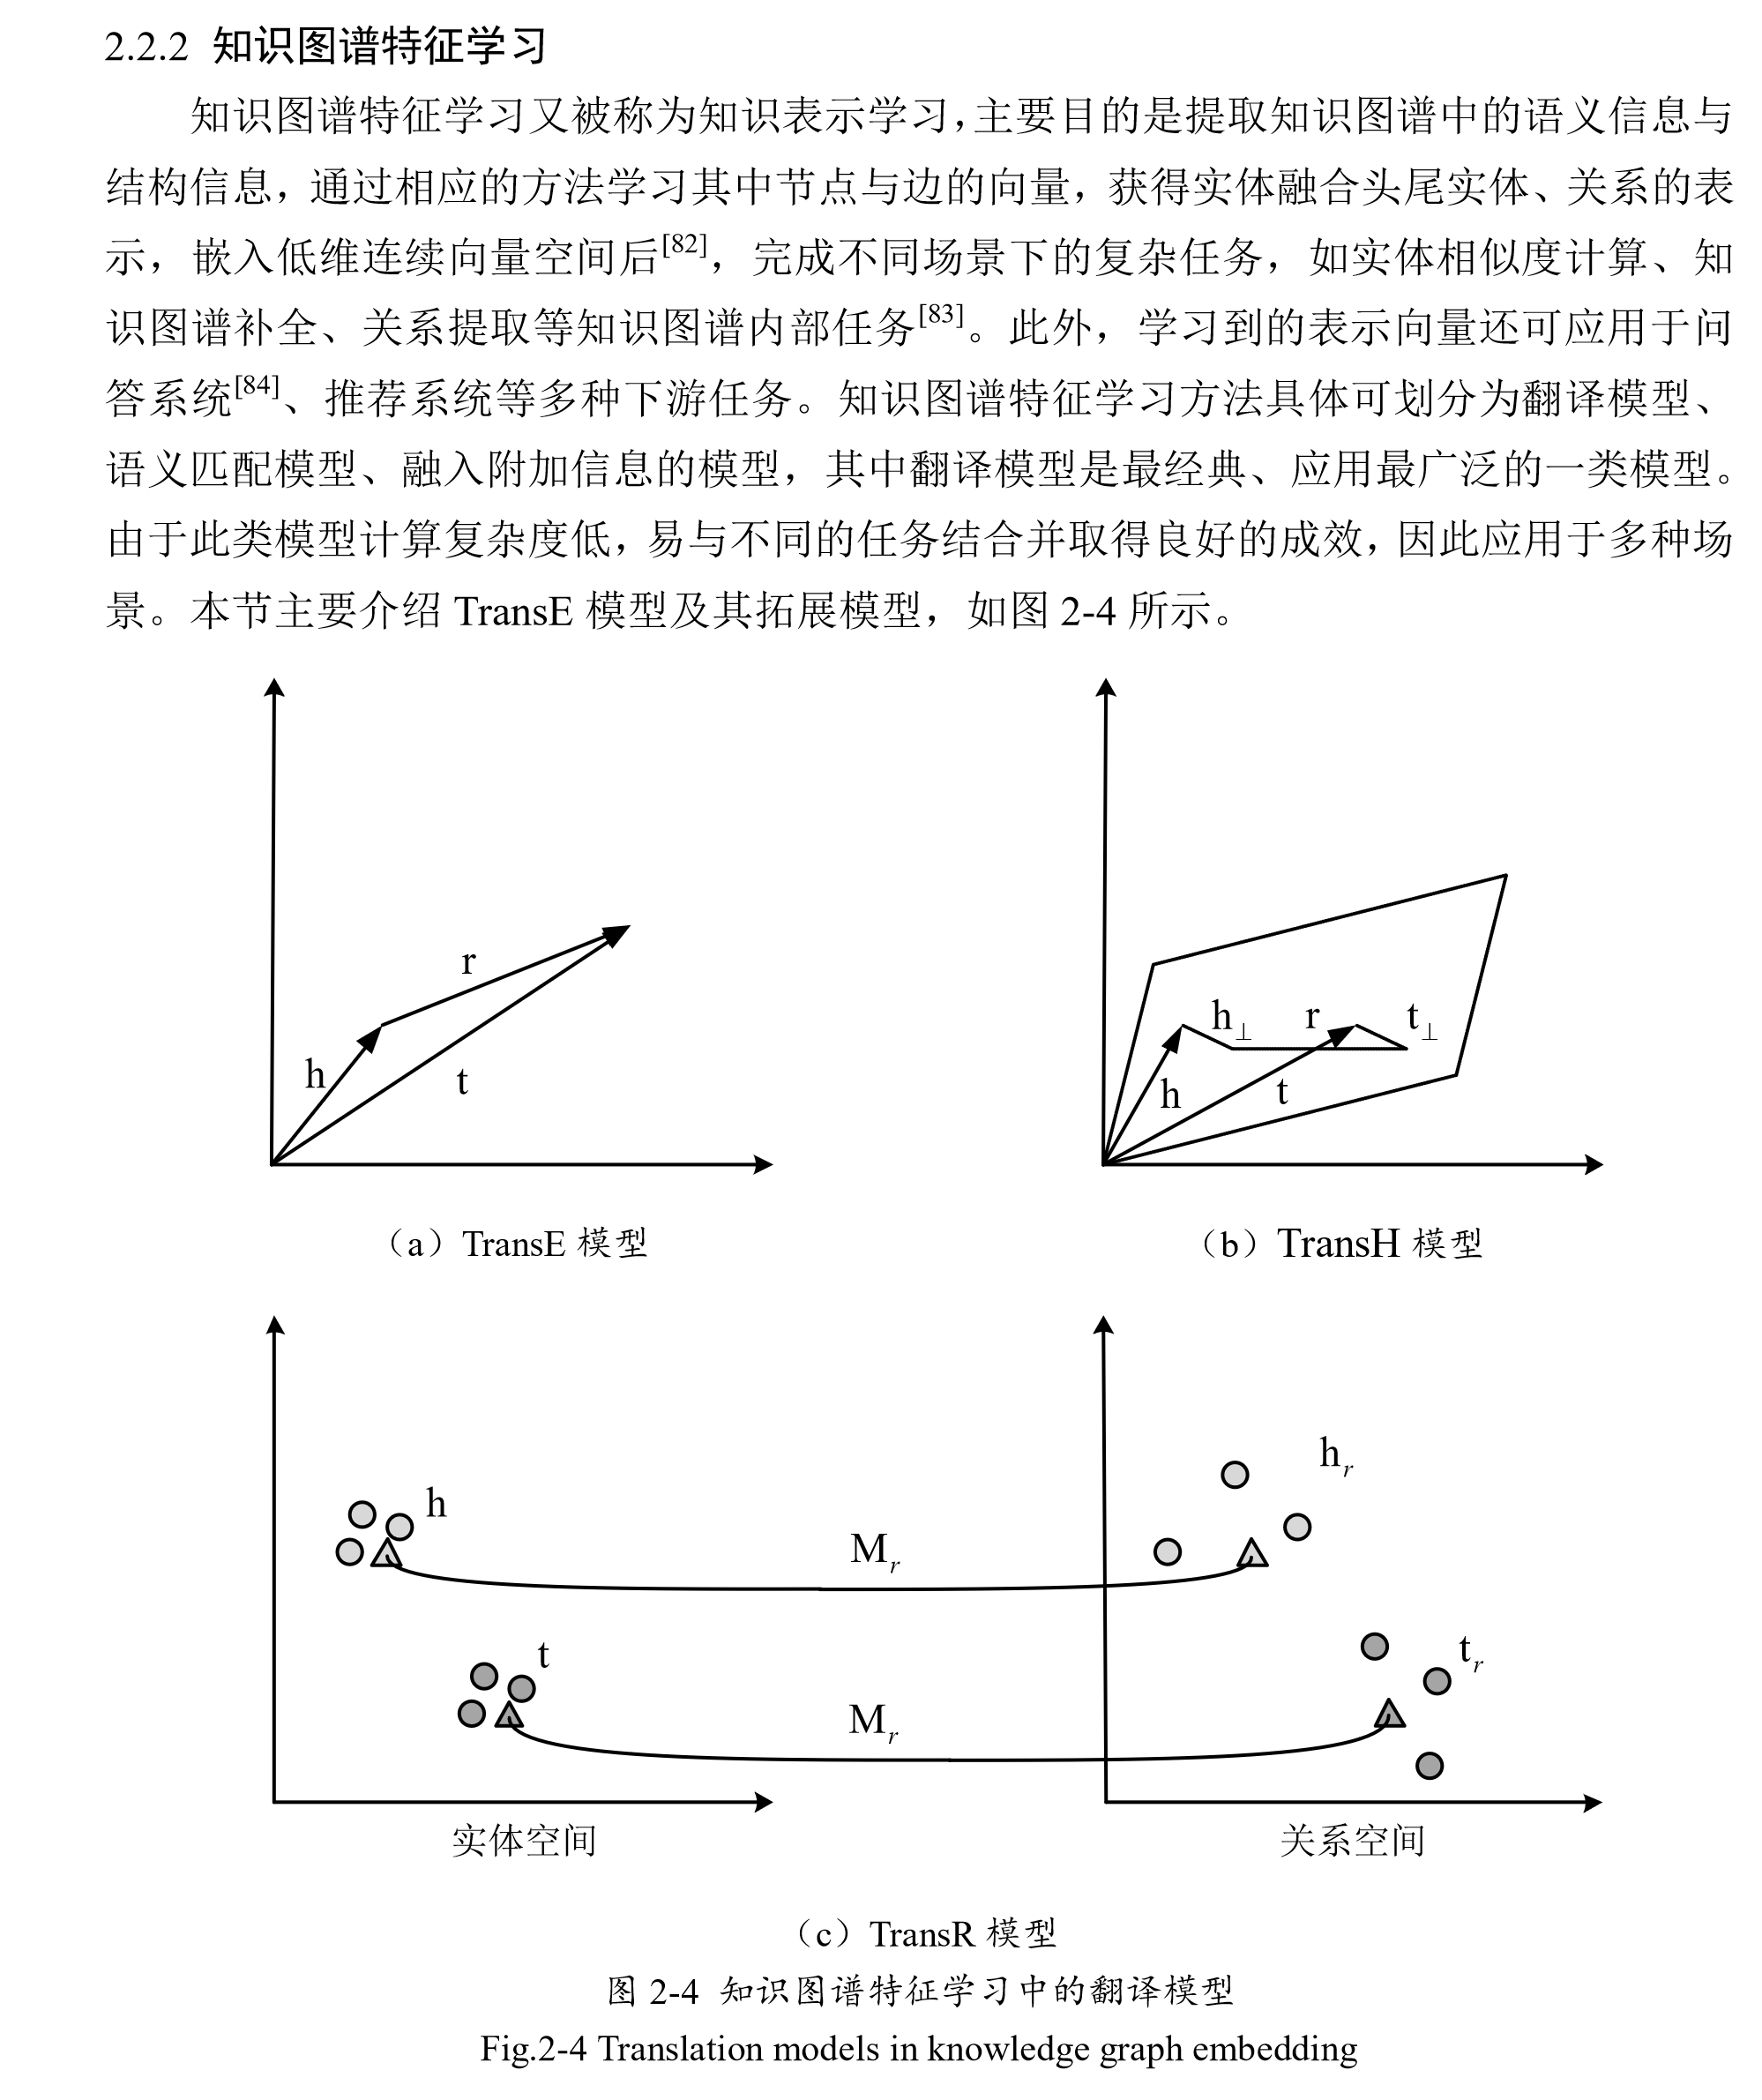 2.2.2 知识图谱特征学习
知识图谱特征学习又被称为知识表示学习，主要目的是提取知识图谱中的语义信息与
结构信息，通过相应的方法学习其中节点与边的向量，获得实体融合头尾实体、关系的表
示，嵌入低维连续向量空间后[82]，完成不同场景下的复杂任务，如实体相似度计算、知
识图谱补全、关系提取等知识图谱内部任务[83]。此外，学习到的表示向量还可应用于问
答系统[84]、推荐系统等多种下游任务。知识图谱特征学习方法具体可划分为翻译模型、
语义匹配模型、融入附加信息的模型，其中翻译模型是最经典、应用最广泛的一类模型。
由于此类模型计算复杂度低，易与不同的任务结合并取得良好的成效，因此应用于多种场
景。本节主要介绍 TransE 模型及其拓展模型，如图 2-4 所示。
r
h
t
h⊥
r
t⊥
h
t
（a）TransE 模型
（b）TransH 模型
h
M_r
h_r
t
M_r
t_r
实体空间
关系空间
（c）TransR 模型
图 2-4 知识图谱特征学习中的翻译模型
Fig.2-4 Translation models in knowledge graph embedding